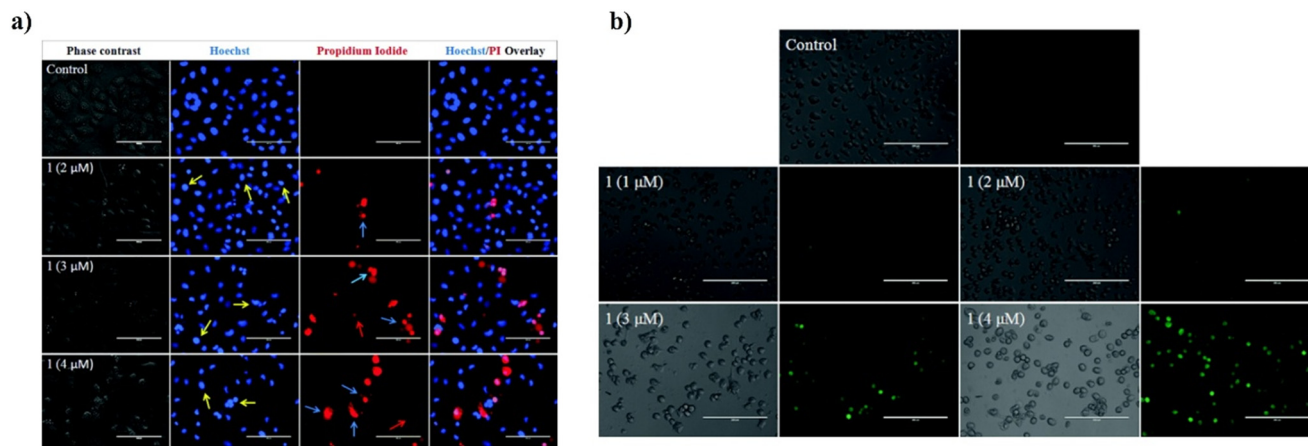 a)
Phase contrast Hoechst Propidium Iodide Hoechst/PI Overlay
Control
1 (2 μM)
1 (3 μM)
1 (4 μM)
b)
Control
1 (1 μM)
1 (2 μM)
1 (3 μM)
1 (4 μM)